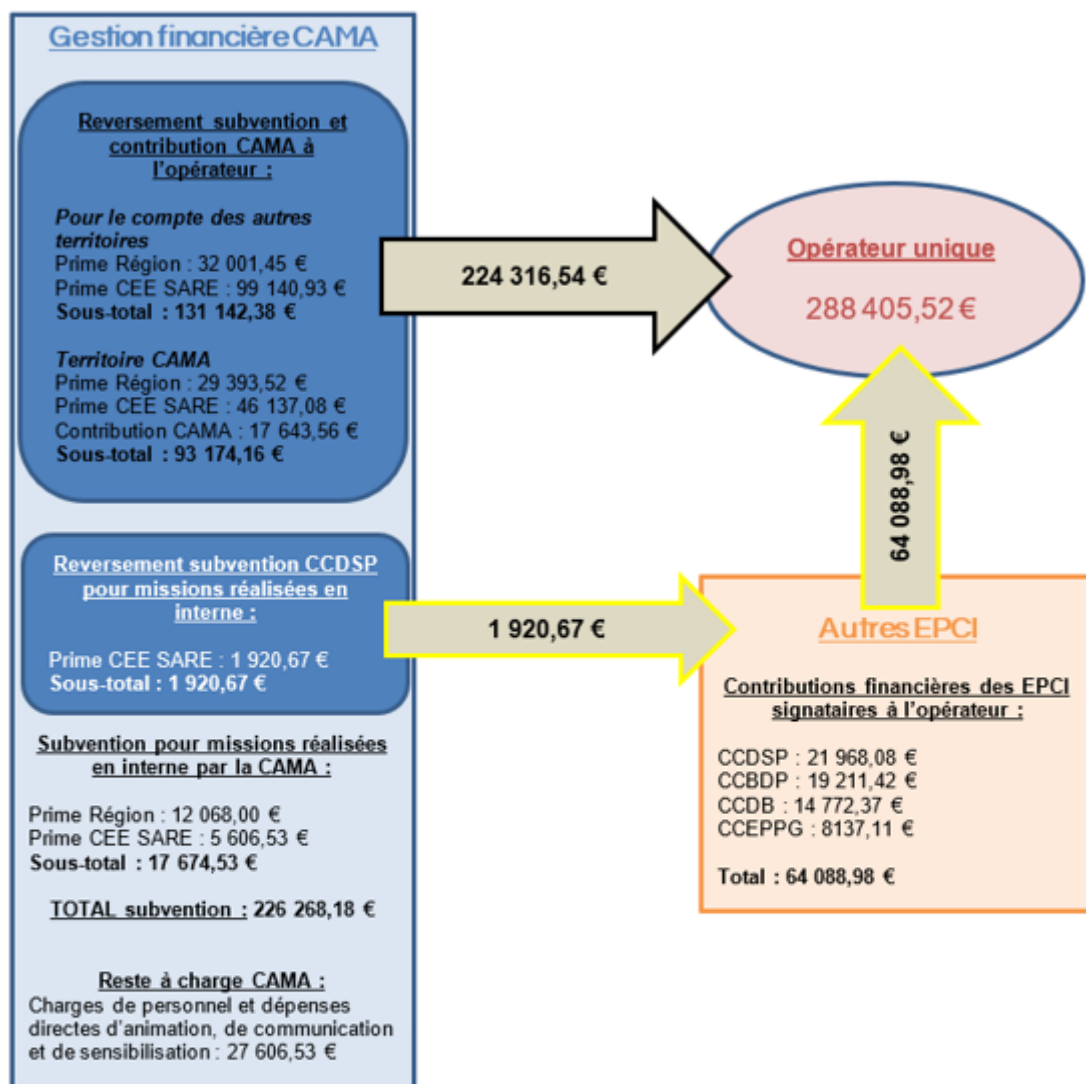 Gestion financière CAMA
Reversement subvention et
contribution CAMA à
l'opérateur :
Pour le compte des autres
territoires
Prime Région : 32 001,45 €
Prime CEE SARE : 99 140,93 €
Sous-total : 131 142,38 €
Territoire CAMA
Prime Région : 29 393,52 €
Prime CEE SARE : 46 137,08 €
Contribution CAMA : 17 643,56 €
Sous-total : 93 174,16 €
224 316,54 €
Opérateur unique
288 405,52 €
64 088,98 €
Reversement subvention CCDSP
pour missions réalisées en
interne :
Prime CEE SARE : 1 920,67 €
Sous-total : 1 920,67 €
1 920,67 €
Autres EPCI
Contributions financières des EPCI
signataires à l'opérateur :
CCDSP : 21 968,08 €
CCBDP : 19 211,42 €
CCDB : 14 772,37 €
CCEPPG : 8137,11 €
Total : 64 088,98 €
Subvention pour missions réalisées
en interne par la CAMA :
Prime Région : 12 068,00 €
Prime CEE SARE : 5 606,53 €
Sous-total : 17 674,53 €
TOTAL subvention : 226 268,18 €
Reste à charge CAMA :
Charges de personnel et dépenses
directes d'animation, de communication
et de sensibilisation : 27 606,53 €